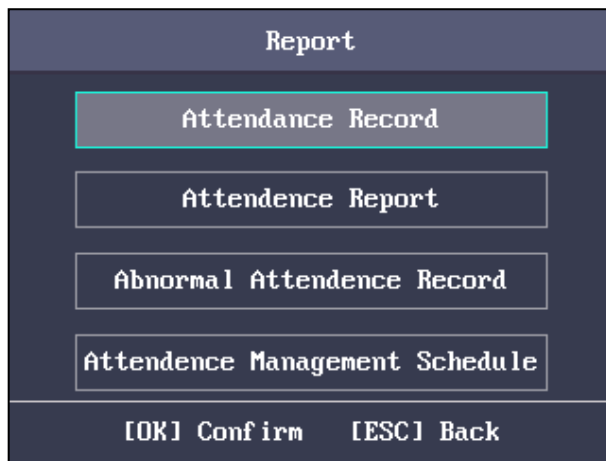 Report
Attendance Record
Attendence Report
Abnormal Attendence Record
Attendence Management Schedule
[OK] Confirm [ESC] Back